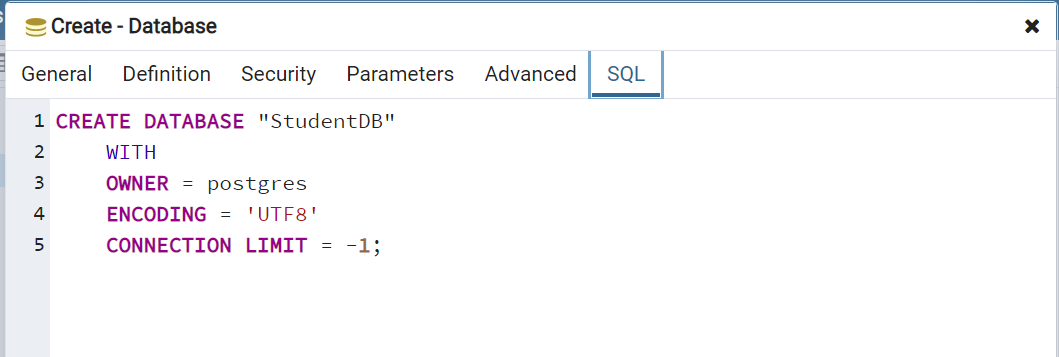 Create - Database
General Definition Security Parameters Advanced SQL
1 CREATE DATABASE "StudentDB"
2 WITH
3 OWNER = postgres
4 ENCODING = 'UTF8'
5 CONNECTION LIMIT = -1;